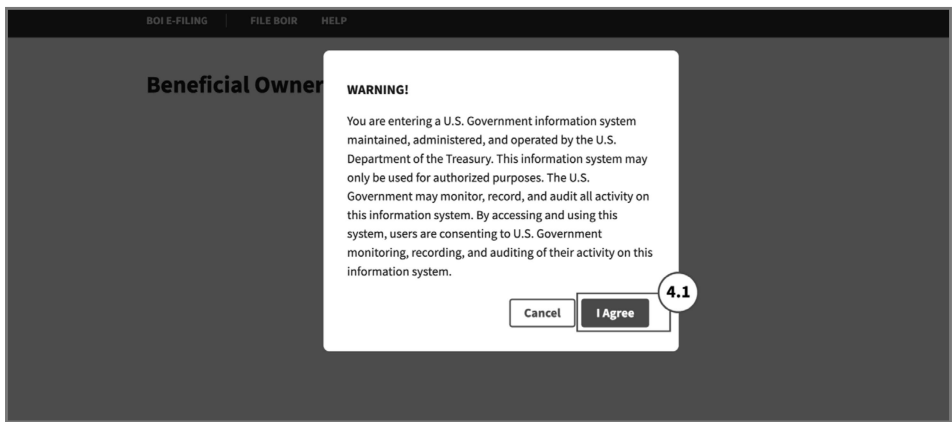 BOI E-FILING FILE BOIR HELP
Beneficial Owner
WARNING!
You are entering a U.S. Government information system
maintained, administered, and operated by the U.S.
Department of the Treasury. This information system may
only be used for authorized purposes. The U.S.
Government may monitor, record, and audit all activity on
this information system. By accessing and using this
system, users are consenting to U.S. Government
monitoring, recording, and auditing of their activity on this
information system.
4.1
Cancel I Agree